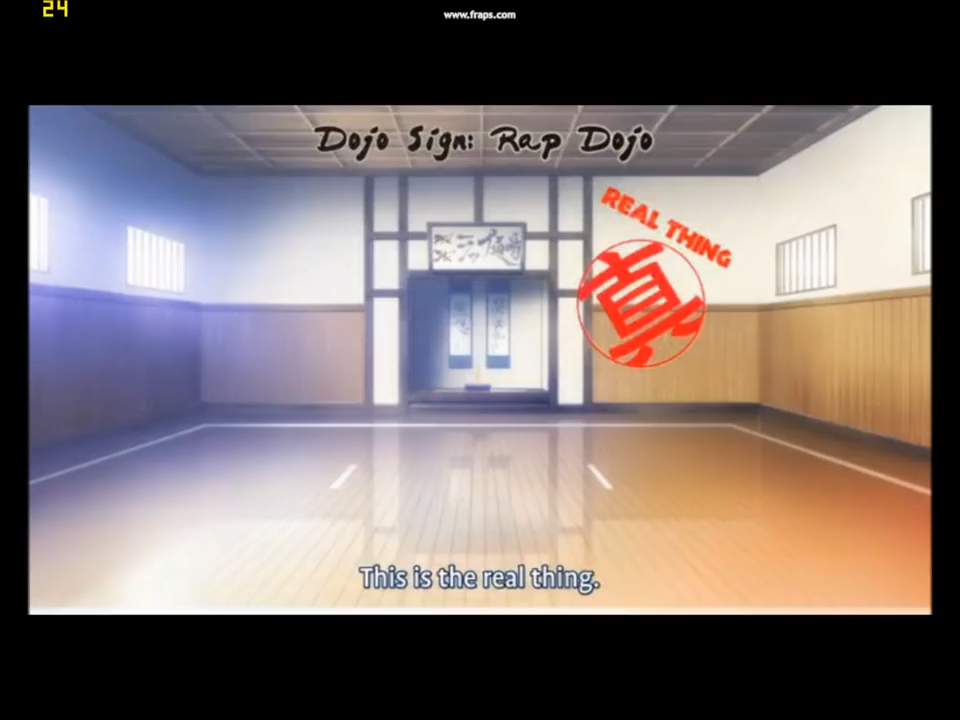 24
www.fraps.com
Dojo Sign: Rap Dojo
REAL THING
真
This is the real thing.